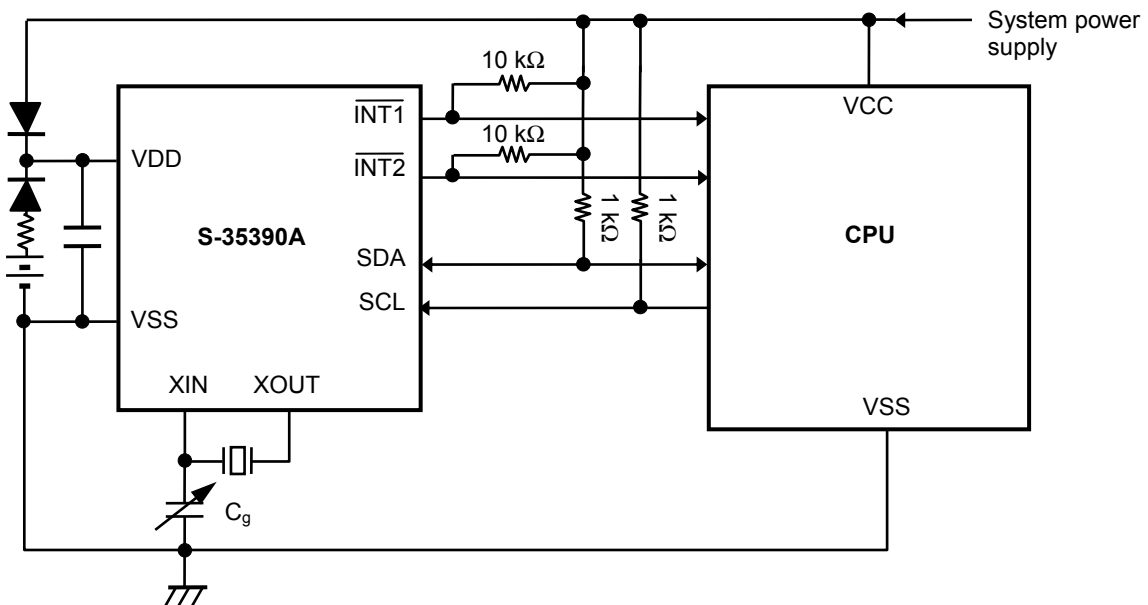 System power
supply
10 kΩ
INT1
VCC
10 kΩ
VDD
INT2
1 kΩ
1 kΩ
S-35390A
CPU
SDA
SCL
VSS
XIN
XOUT
VSS
Cg